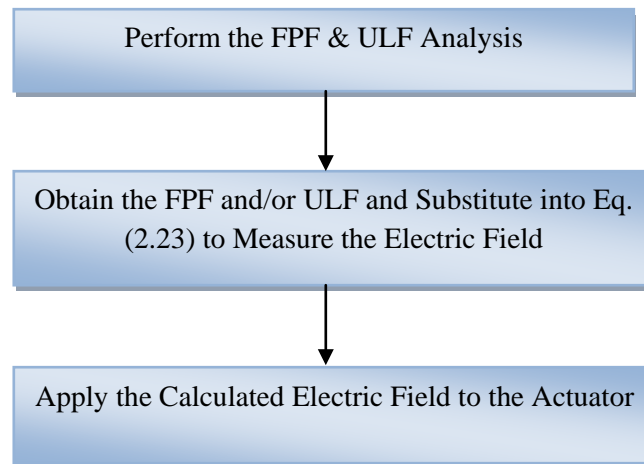 Perform the FPF & ULF Analysis
Obtain the FPF and/or ULF and Substitute into Eq.
(2.23) to Measure the Electric Field
Apply the Calculated Electric Field to the Actuator